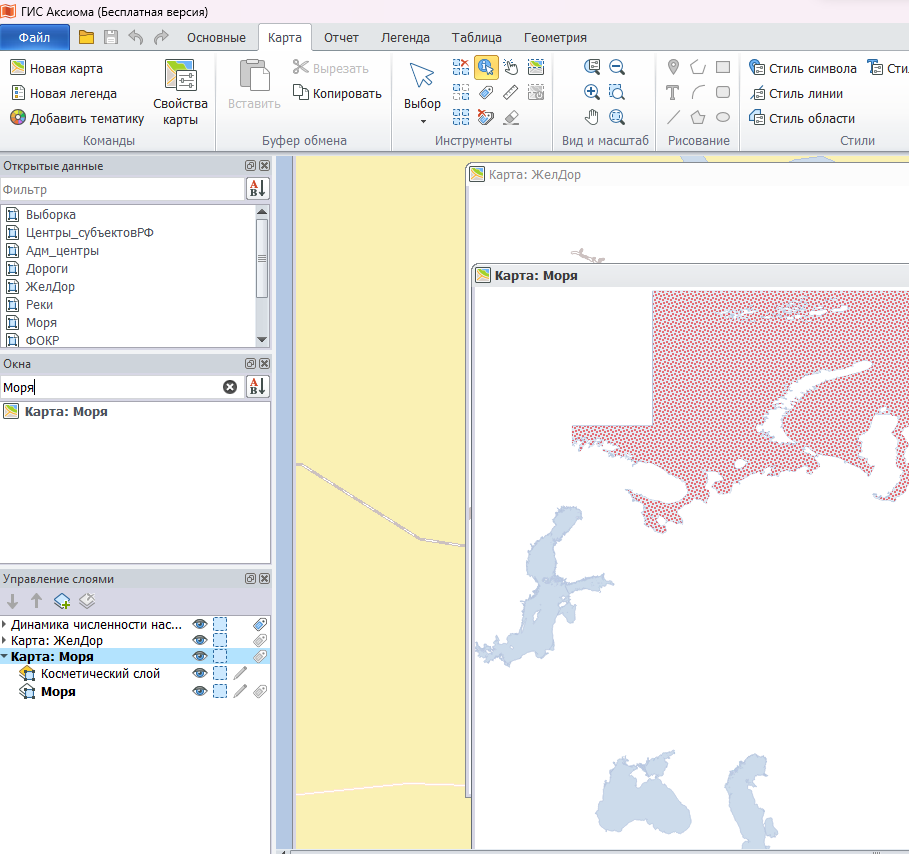 ГИС Аксиома (Бесплатная версия)
Файл Основные Карта Отчет Легенда Таблица Геометрия
Новая карта
Новая легенда
Добавить тематику
Свойства карты
Команды
Вставить
Вырезать
Копировать
Буфер обмена
Выбор
Инструменты
Вид и масштаб
Рисование
Стиль символа
Сти
Стиль линии
Стиль области
Стили
Открытые данные
Фильтр
Выборка
Центры_субъектовРФ
Адм_центры
Дороги
ЖелДор
Реки
Моря
ФОКР
Окна
Моря
Карта: Моря
Управление слоями
Динамика численности нас...
Карта: ЖелДор
Карта: Моря
Косметический слой
Моря
Карта: ЖелДор
Карта: Моря